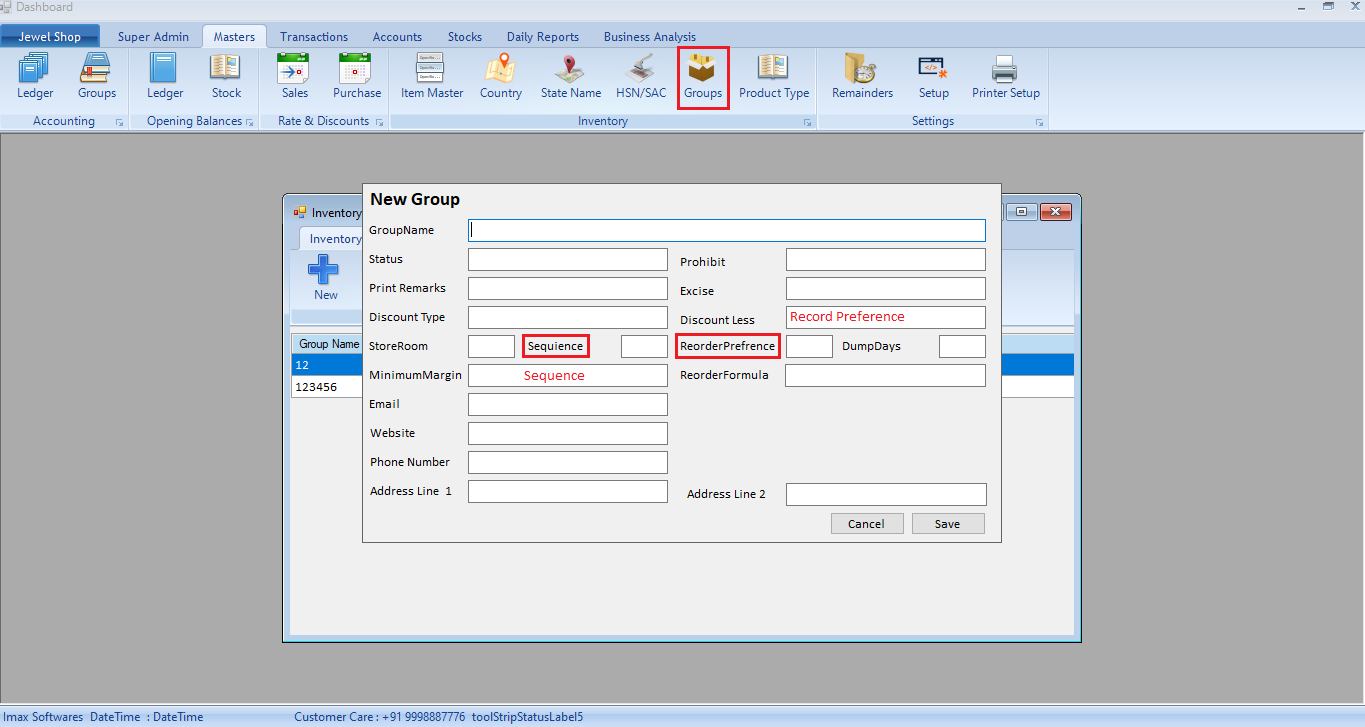 Dashboard
Jewel Shop Super Admin Masters Transactions Accounts Stocks Daily Reports Business Analysis
Ledger Groups Ledger Stock Sales Purchase Item Master Country State Name HSN/SAC Groups Product Type Remainders Setup Printer Setup
Accounting Opening Balances Rate & Discounts Inventory Settings
New Group
Inventory
GroupName
Inventory
Status Prohibit
New
Print Remarks Excise
Discount Type Discount Less Record Preference
Group Name StoreRoom Sequience ReorderPrefrence DumpDays
12 MinimumMargin Sequence ReorderFormula
123456
Email
Website
Phone Number
Address Line 1 Address Line 2
Cancel Save
Imax Softwares DateTime : DateTime Customer Care : +91 9998887776 toolStripStatusLabel5